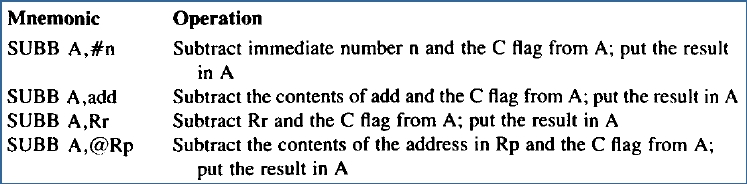 Mnemonic Operation
SUBB A,#n Subtract immediate number n and the C flag from A; put the result
in A
SUBB A,add Subtract the contents of add and the C flag from A; put the result in A
SUBB A,Rr Subtract Rr and the C flag from A; put the result in A
SUBB A,@Rp Subtract the contents of the address in Rp and the C flag from A;
put the result in A